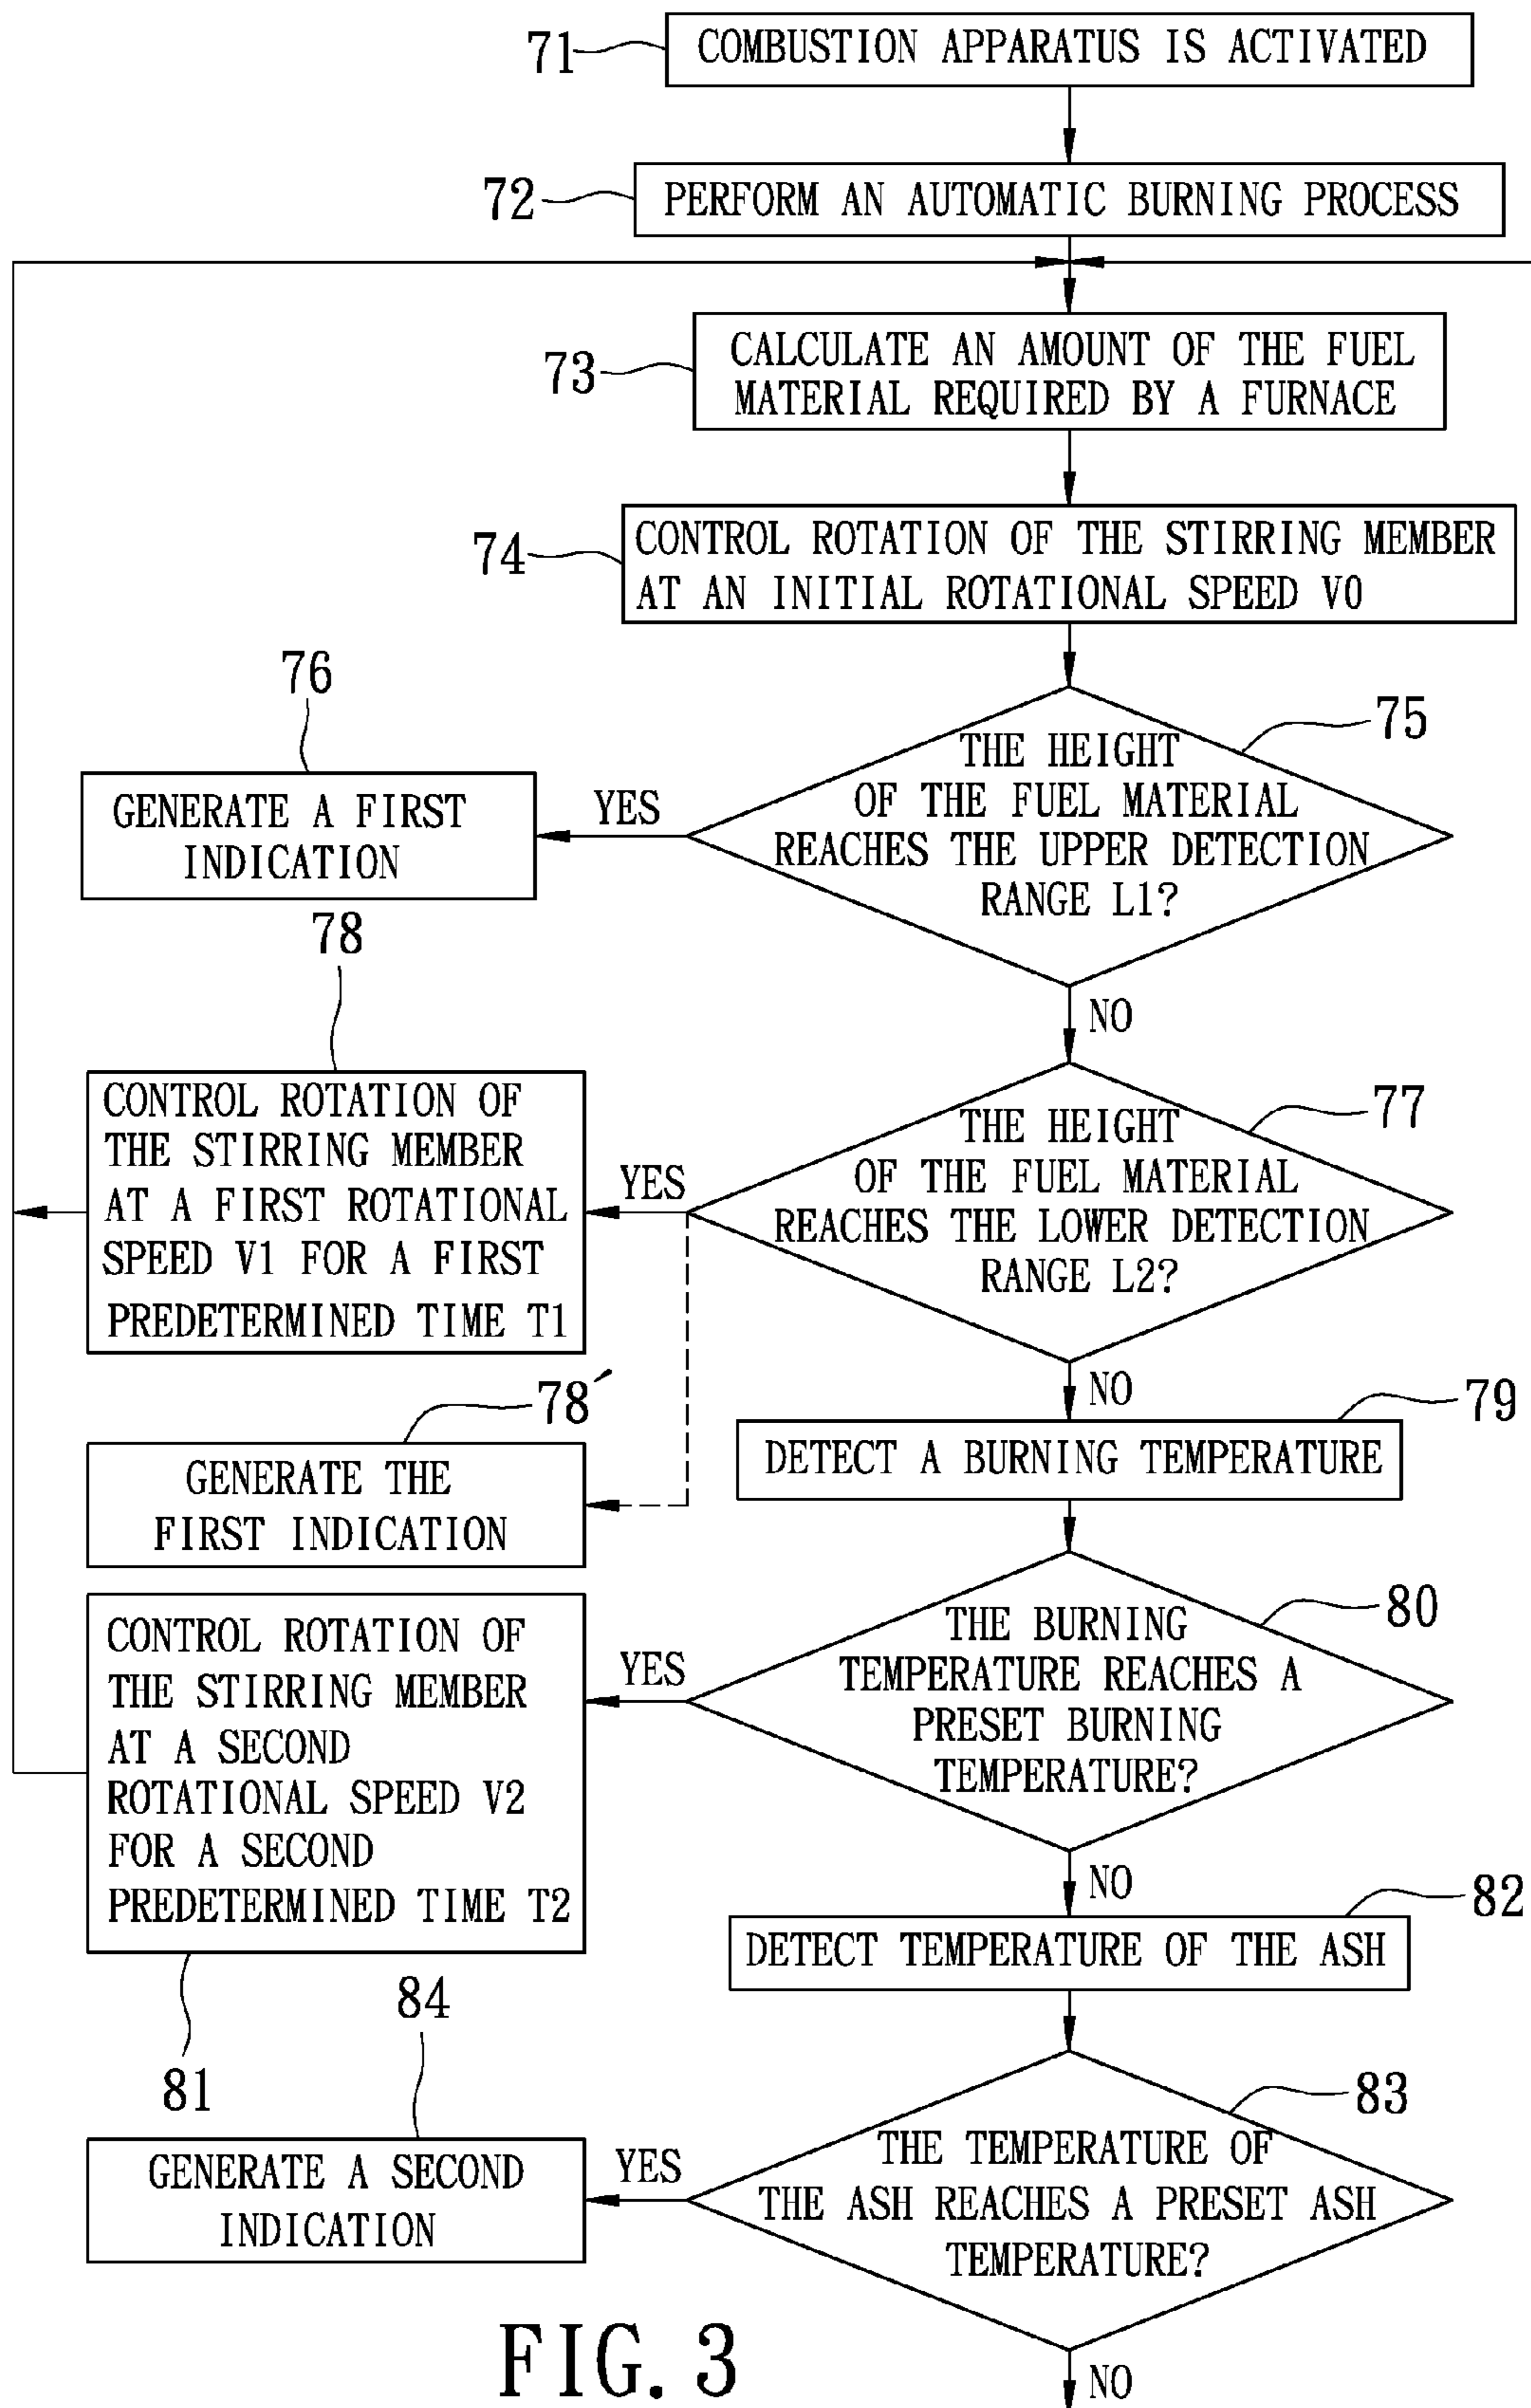 71
COMBUSTION APPARATUS IS ACTIVATED
72
PERFORM AN AUTOMATIC BURNING PROCESS
73
CALCULATE AN AMOUNT OF THE FUEL
MATERIAL REQUIRED BY A FURNACE
74
CONTROL ROTATION OF THE STIRRING MEMBER
AT AN INITIAL ROTATIONAL SPEED V0
75
THE HEIGHT
OF THE FUEL MATERIAL
REACHES THE UPPER DETECTION
RANGE L1?
YES
76
GENERATE A FIRST
INDICATION
NO
77
THE HEIGHT
OF THE FUEL MATERIAL
REACHES THE LOWER DETECTION
RANGE L2?
YES
78
CONTROL ROTATION OF
THE STIRRING MEMBER
AT A FIRST ROTATIONAL
SPEED V1 FOR A FIRST
PREDETERMINED TIME T1
78′
GENERATE THE
FIRST INDICATION
NO
79
DETECT A BURNING TEMPERATURE
80
THE BURNING
TEMPERATURE REACHES A
PRESET BURNING
TEMPERATURE?
YES
CONTROL ROTATION OF
THE STIRRING MEMBER
AT A SECOND
ROTATIONAL SPEED V2
FOR A SECOND
PREDETERMINED TIME T2
81
NO
82
DETECT TEMPERATURE OF THE ASH
83
THE TEMPERATURE OF
THE ASH REACHES A PRESET ASH
TEMPERATURE?
YES
84
GENERATE A SECOND
INDICATION
NO
FIG. 3